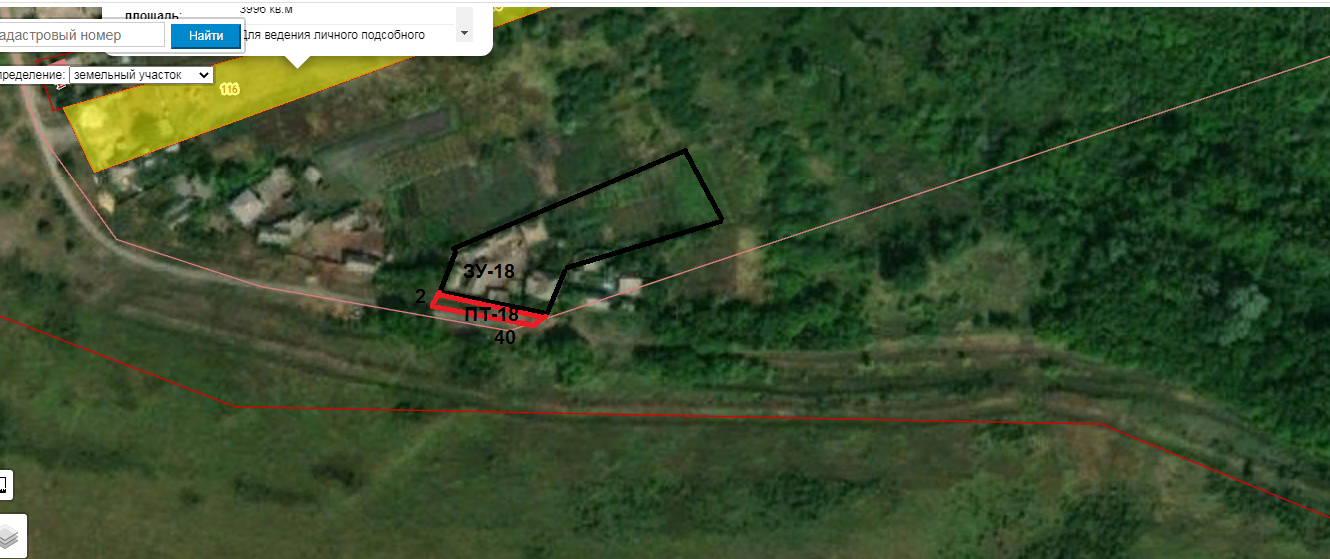 площадь:
3996 кв.м
адастровый номер
Найти
Для ведения личного подсобного
пределение:
земельный участок
116
ЗУ-18
2
ПТ-18
40